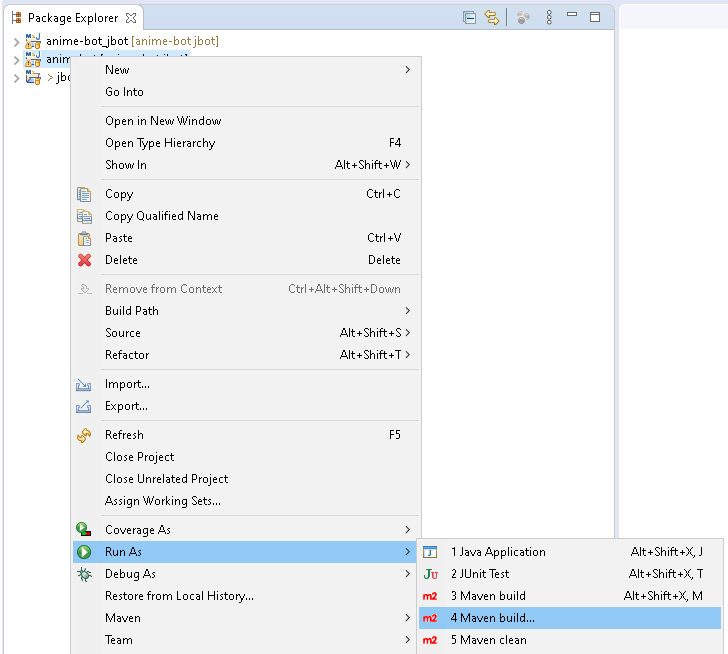 Package Explorer
anime-bot_jbot [anime-bot jbot]
> jbo
New
Go Into
Open in New Window
Open Type Hierarchy F4
Show In Alt+Shift+W
Copy Ctrl+C
Copy Qualified Name
Paste Ctrl+V
Delete Delete
Remove from Context Ctrl+Alt+Shift+Down
Build Path
Source Alt+Shift+S
Refactor Alt+Shift+T
Import...
Export...
Refresh F5
Close Project
Close Unrelated Project
Assign Working Sets...
Coverage As
Run As
1 Java Application Alt+Shift+X, J
Debug As
JU 2 JUnit Test Alt+Shift+X, T
Restore from Local History...
m2 3 Maven build Alt+Shift+X, M
Maven
m2 4 Maven build...
Team
m2 5 Maven clean